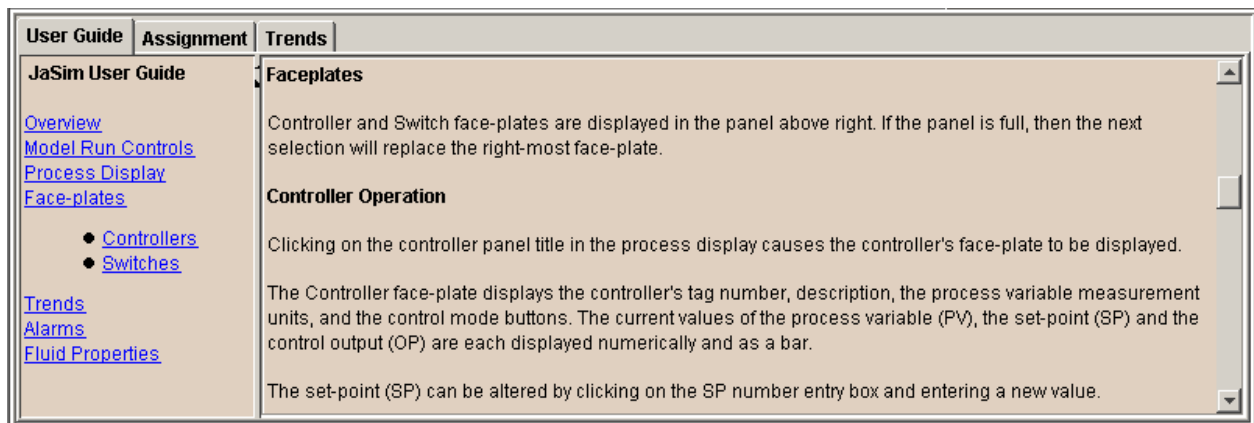 User Guide Assignment Trends
JaSim User Guide
Overview
Model Run Controls
Process Display
Face-plates
Controllers
Switches
Trends
Alarms
Fluid Properties
Faceplates
Controller and Switch face-plates are displayed in the panel above right. If the panel is full, then the next
selection will replace the right-most face-plate.
Controller Operation
Clicking on the controller panel title in the process display causes the controller's face-plate to be displayed.
The Controller face-plate displays the controller's tag number, description, the process variable measurement
units, and the control mode buttons. The current values of the process variable (PV), the set-point (SP) and the
control output (OP) are each displayed numerically and as a bar.
The set-point (SP) can be altered by clicking on the SP number entry box and entering a new value.